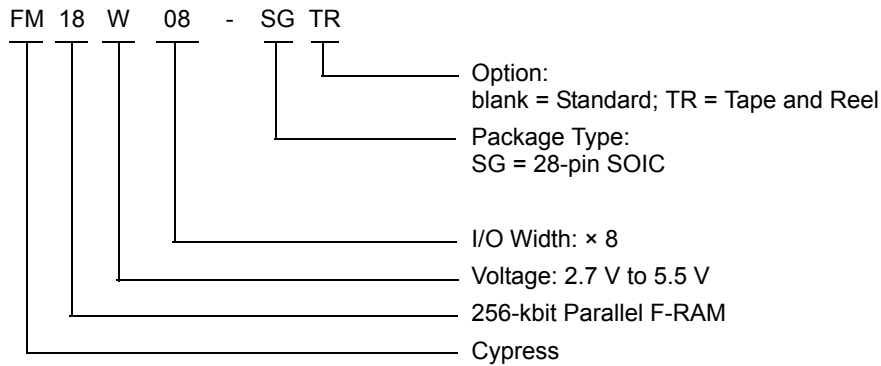 FM 18 W 08 - SG TR
Option:
blank = Standard; TR = Tape and Reel
Package Type:
SG = 28-pin SOIC
I/O Width: × 8
Voltage: 2.7 V to 5.5 V
256-kbit Parallel F-RAM
Cypress